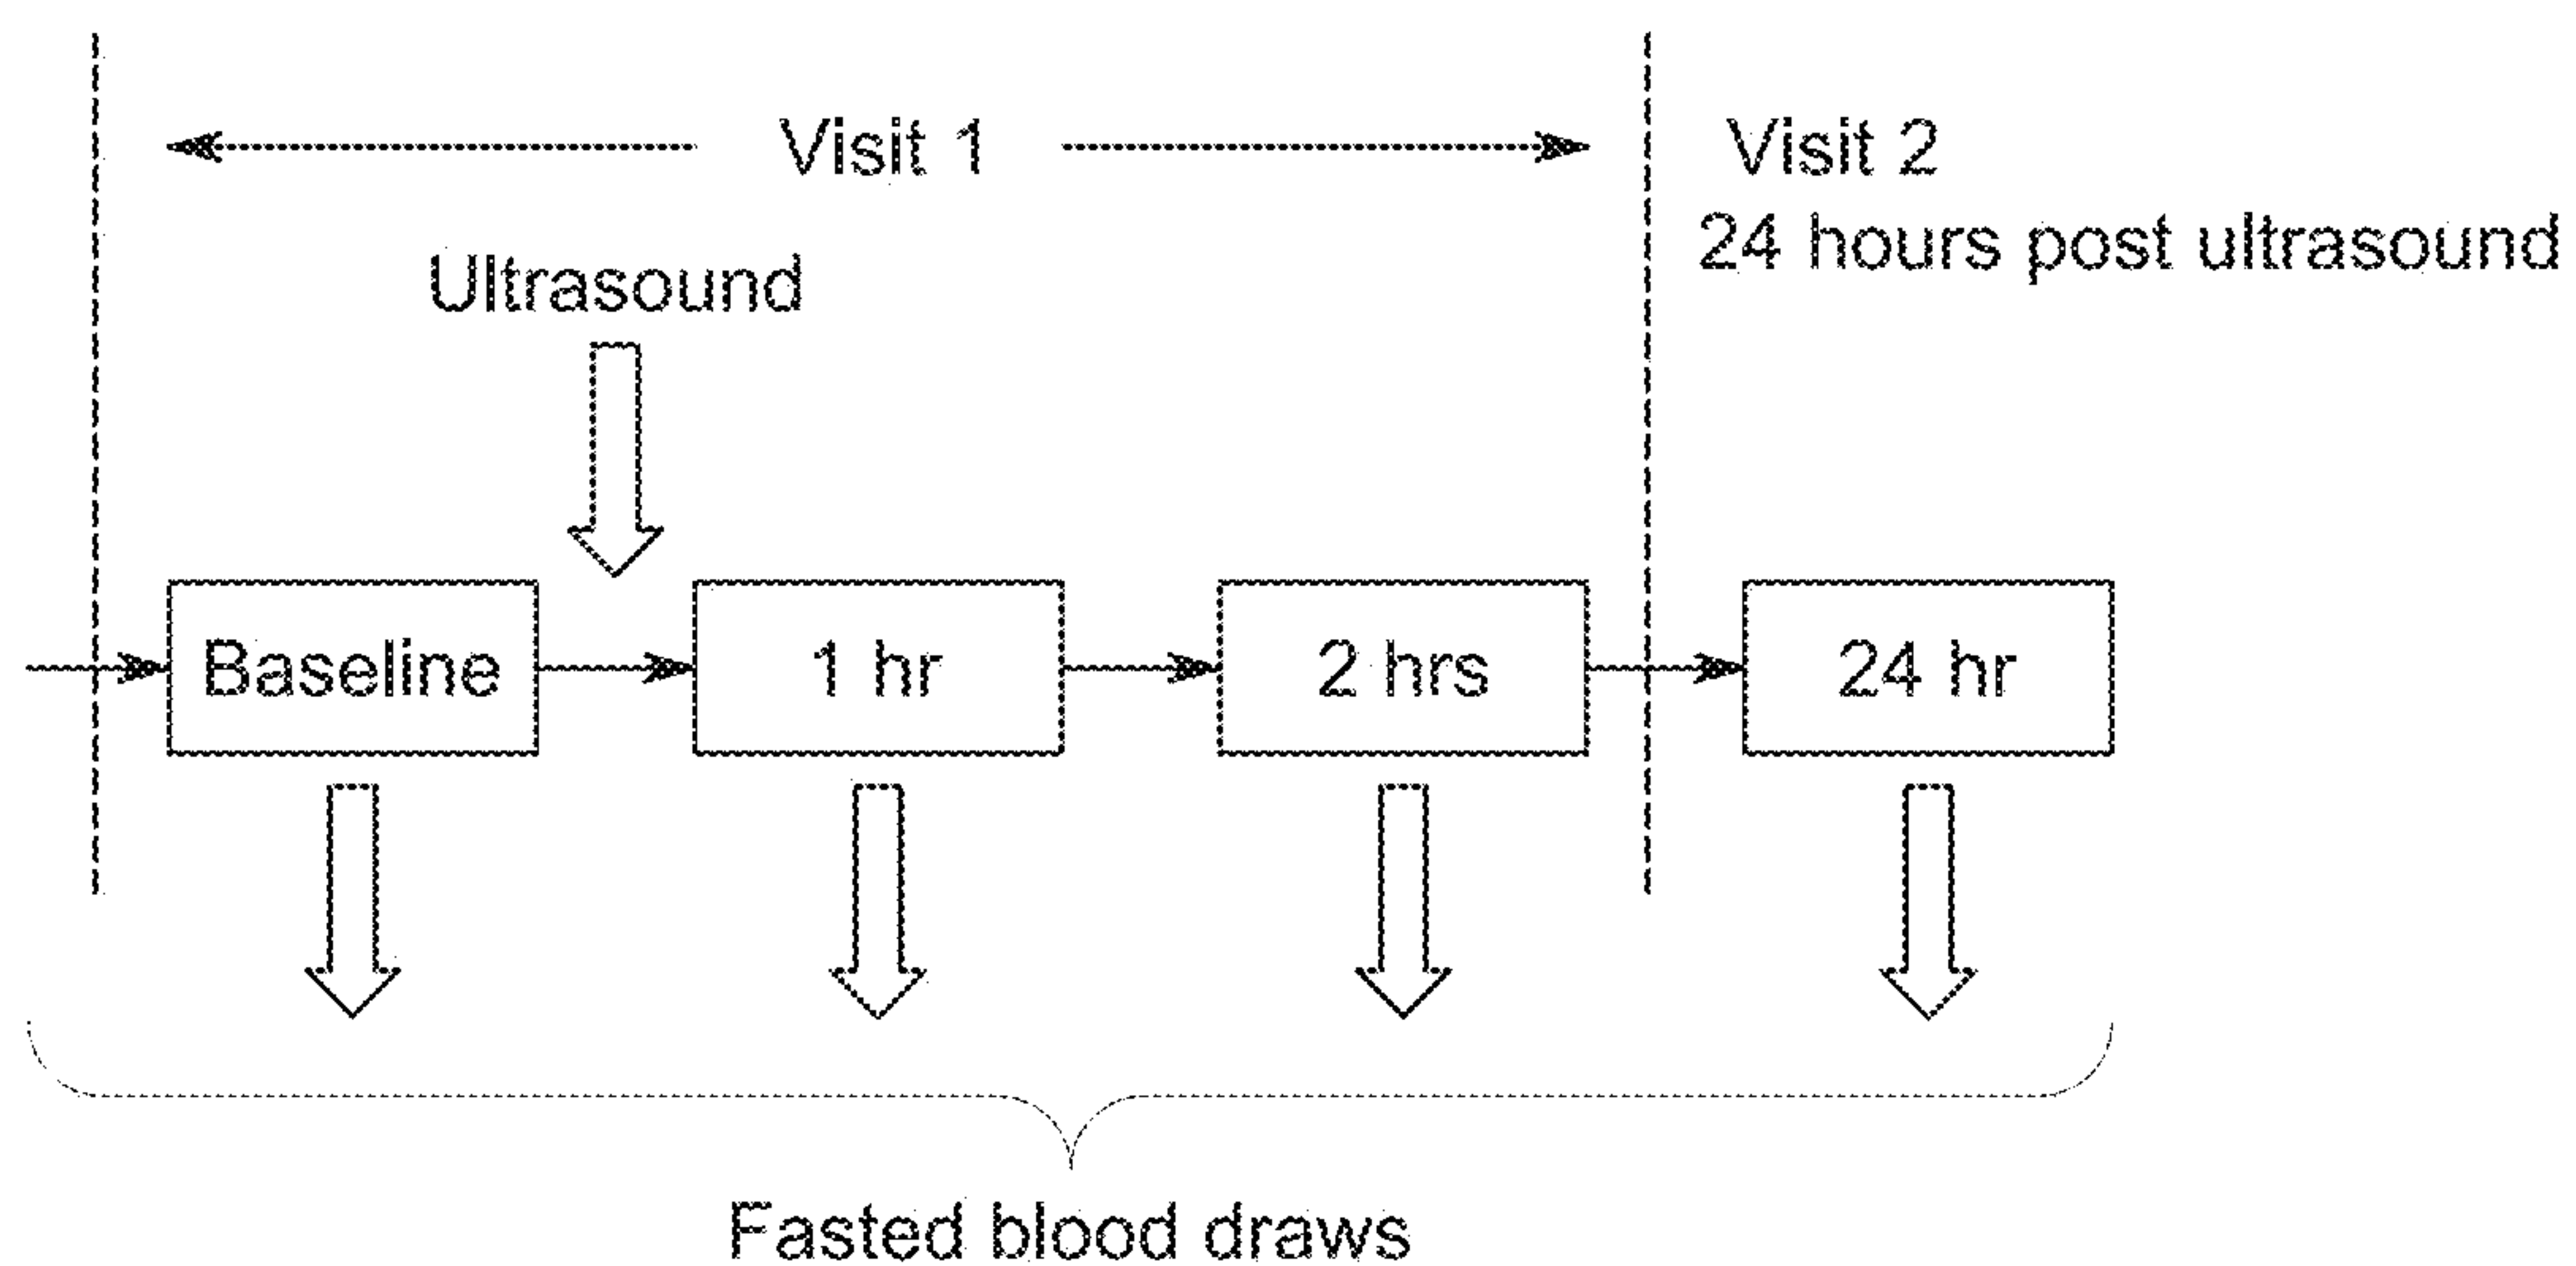 Visit 1
Visit 2
24 hours post ultrasound
Ultrasound
Baseline
1 hr
2 hrs
24 hr
Fasted blood draws